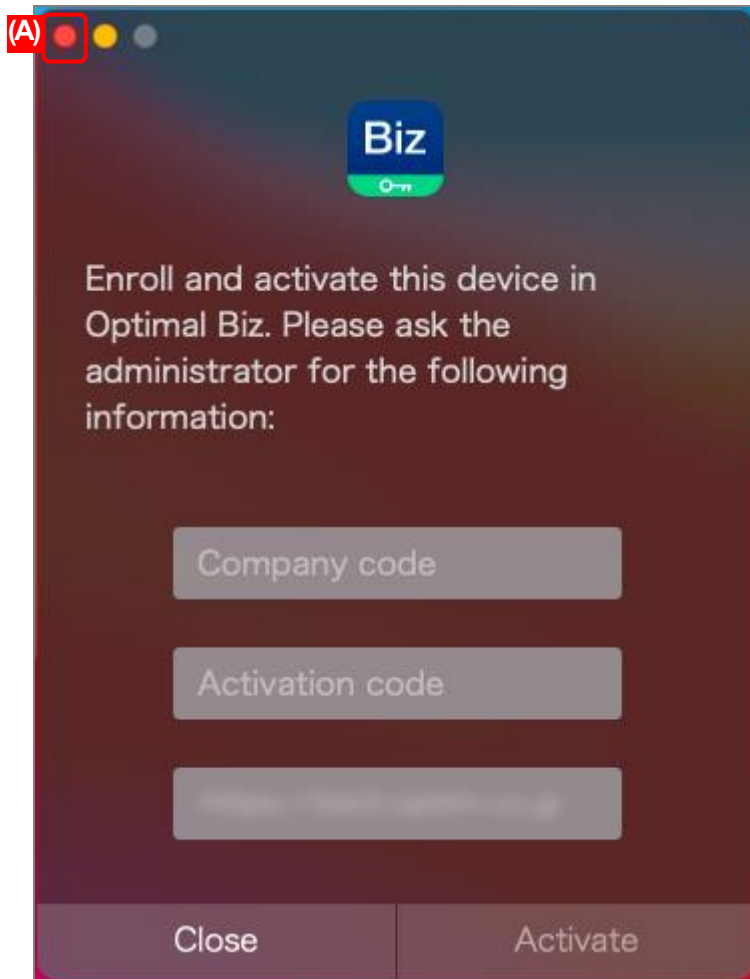 (A)
Biz
Enroll and activate this device in
Optimal Biz. Please ask the
administrator for the following
information:
Company code
Activation code
Close
Activate